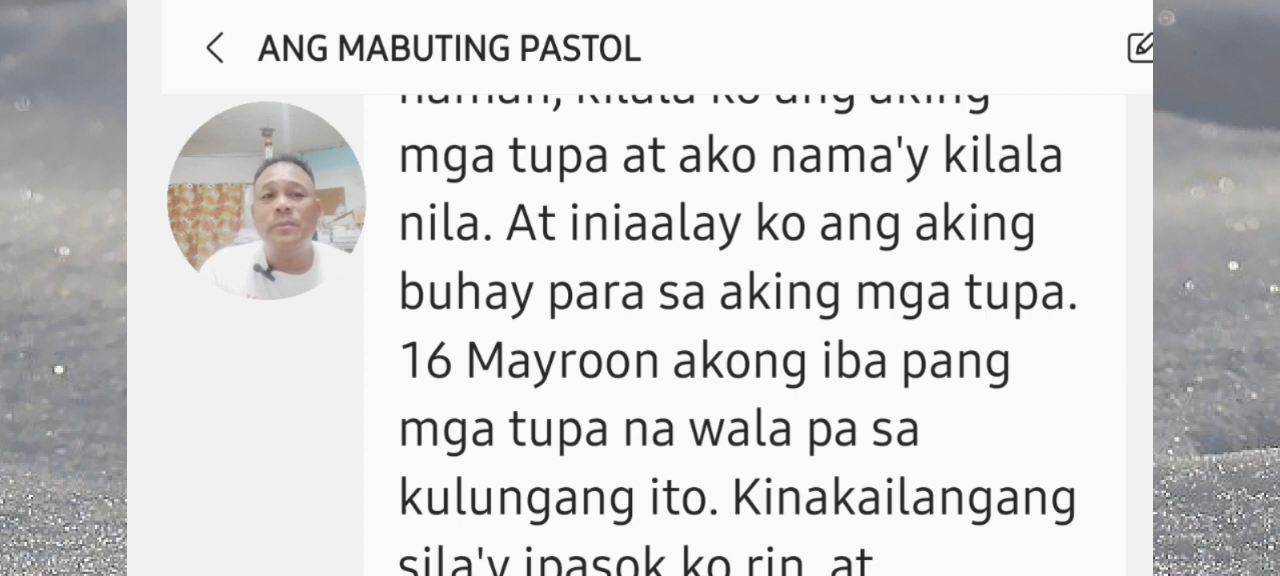 ANG MABUTING PASTOL
naman, kilala ko ang aking
mga tupa at ako nama'y kilala
nila. At iniaalay ko ang aking
buhay para sa aking mga tupa.
16 Mayroon akong iba pang
mga tupa na wala pa sa
kulungang ito. Kinakailangang
sila'y ipasok ko rin, at